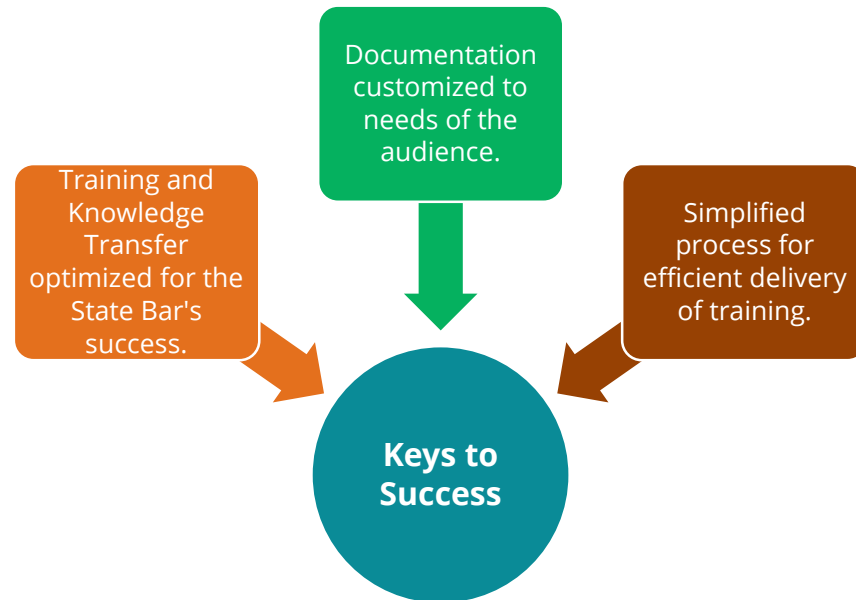 Documentation
customized to
needs of the
audience.
Training and
Knowledge
Transfer
optimized for the
State Bar's
success.
Simplified
process for
efficient delivery
of training.
Keys to
Success